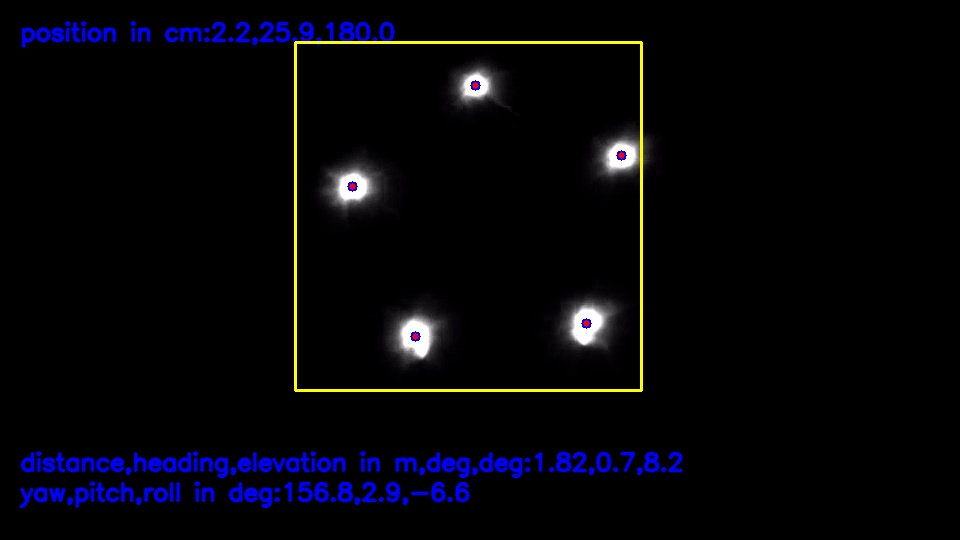 position in cm:2.2,25.9,180.0
distance,heading,elevation in m,deg,deg:1.82,0.7,8.2
yaw,pitch,roll in deg:156.8,2.9,-6.6